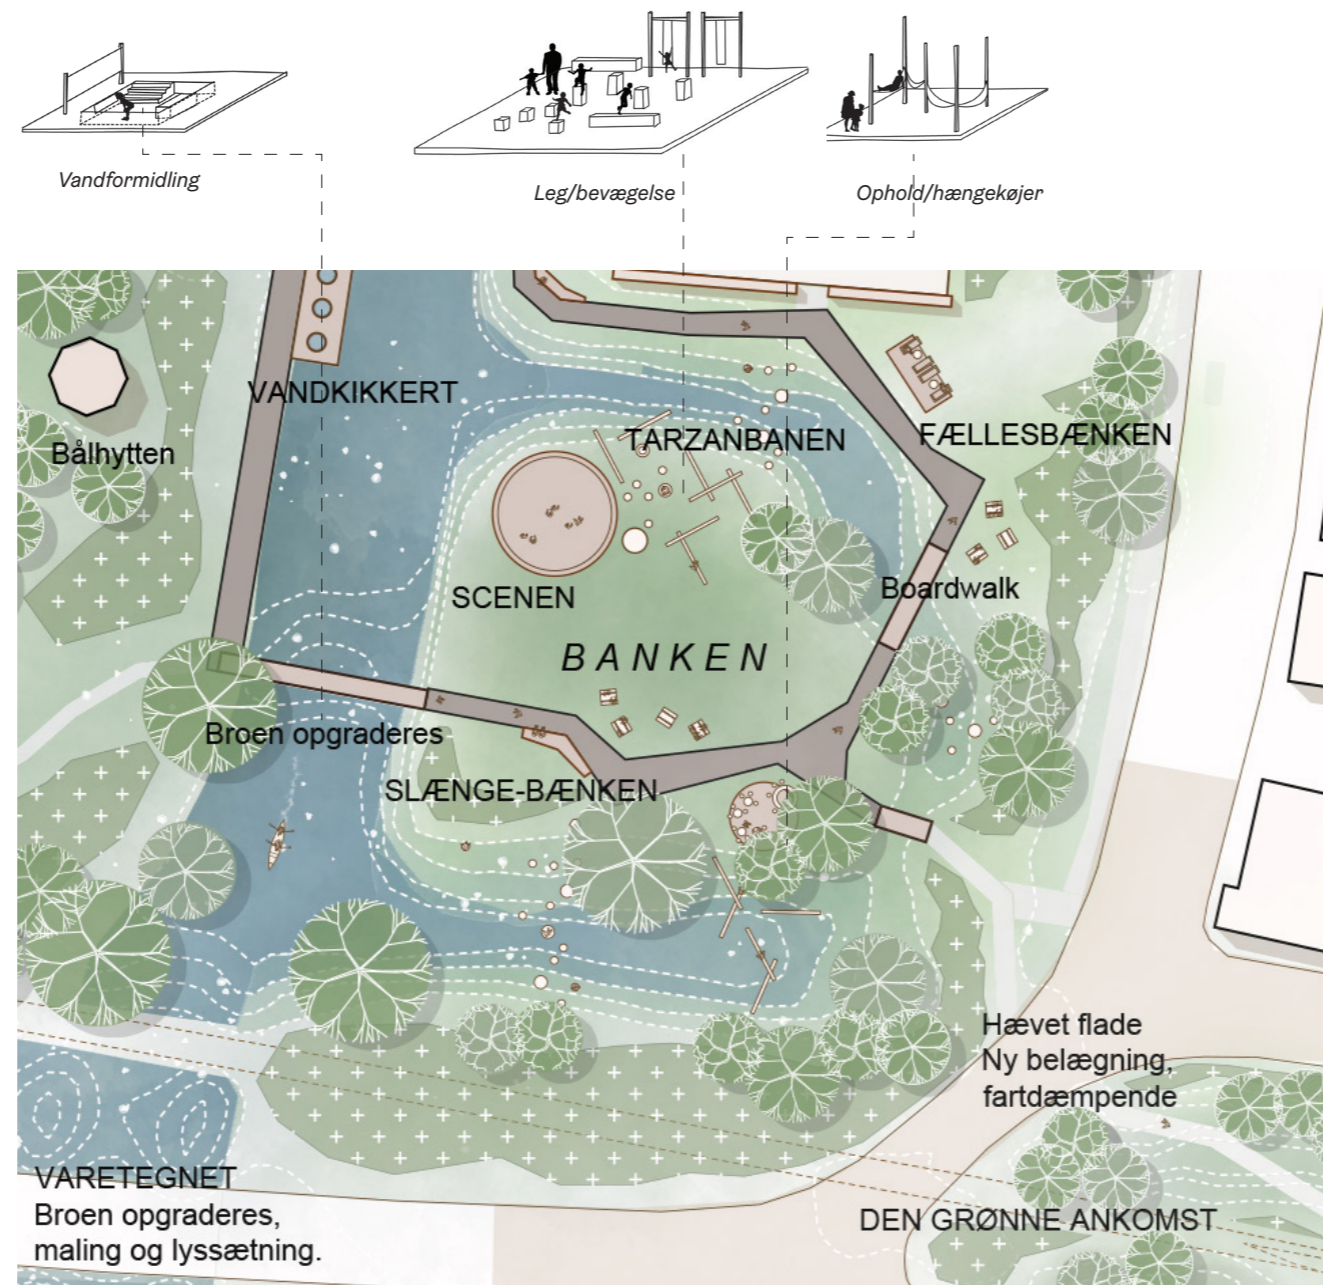 Vandformidling
Leg/bevægelse
Ophold/hængekøjer
VANDKIKKERT
Bålhytten
TARZANBANEN
FÆLLESBÆNKEN
SCENEN
Boardwalk
BANKEN
Broen opgraderes
SLÆNGE-BÆNKEN
Hævet flade
Ny belægning,
fartdæmpende
VARETEGNET
Broen opgraderes,
maling og lyssætning.
DEN GRØNNE ANKOMST